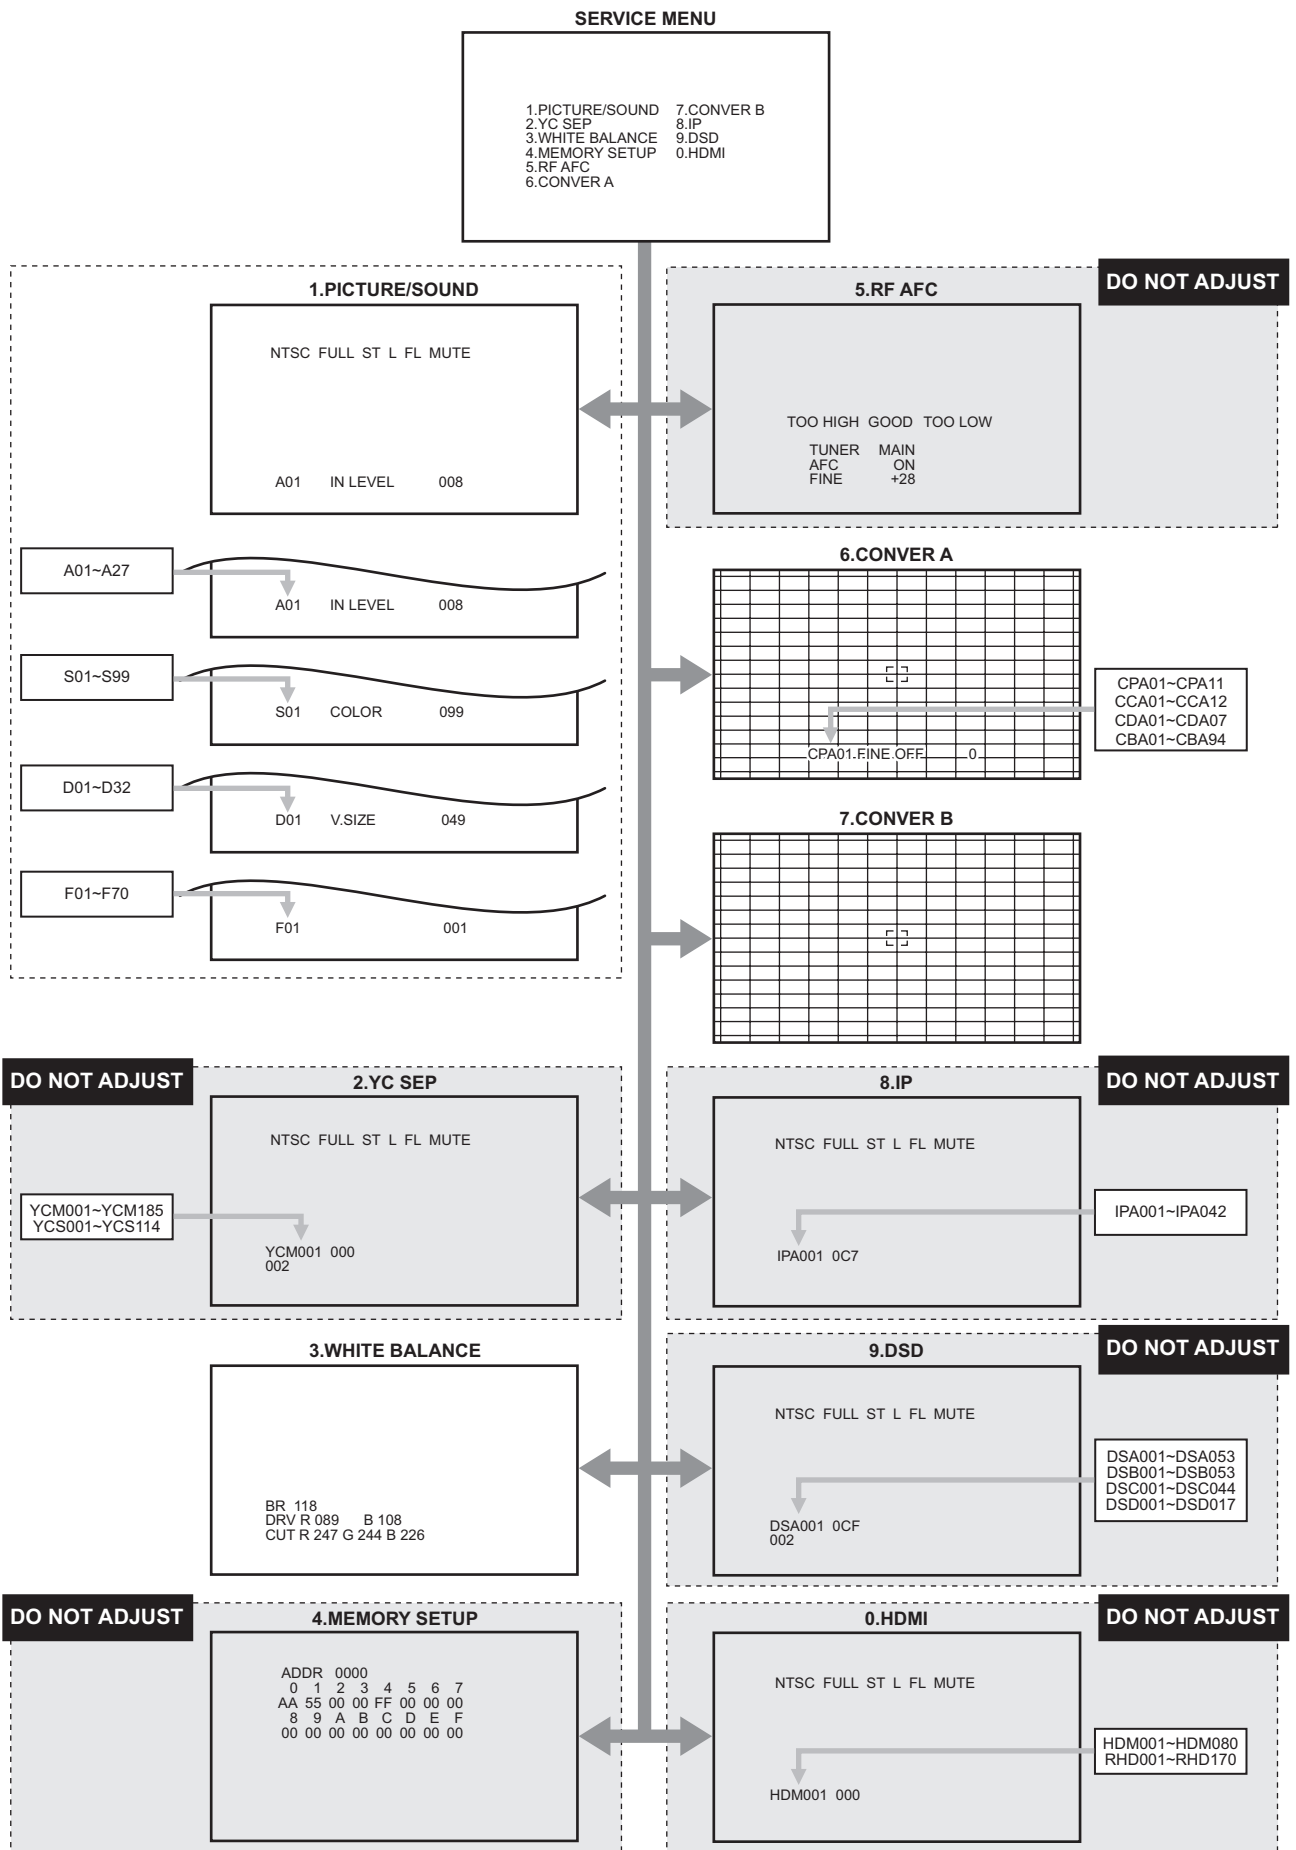 SERVICE MENU
1.PICTURE/SOUND 7.CONVER B
2.YC SEP 8.IP
3.WHITE BALANCE 9.DSD
4.MEMORY SETUP 0.HDMI
5.RF AFC
6.CONVER A
1.PICTURE/SOUND
NTSC FULL ST L FL MUTE
A01 IN LEVEL 008
A01~A27
A01 IN LEVEL 008
S01~S99
S01 COLOR 099
D01~D32
D01 V.SIZE 049
F01~F70
F01 001
DO NOT ADJUST
5.RF AFC
TOO HIGH GOOD TOO LOW
TUNER MAIN
AFC ON
FINE +28
6.CONVER A
CPA01~CPA11
CCA01~CCA12
CDA01~CDA07
CBA01~CBA94
CPA01.FINE.OFF 0
7.CONVER B
DO NOT ADJUST
2.YC SEP
NTSC FULL ST L FL MUTE
YCM001~YCM185
YCS001~YCS114
YCM001 000
002
8.IP
DO NOT ADJUST
NTSC FULL ST L FL MUTE
IPA001~IPA042
IPA001 0C7
3.WHITE BALANCE
BR 118
DRV R 089 B 108
CUT R 247 G 244 B 226
9.DSD
DO NOT ADJUST
NTSC FULL ST L FL MUTE
DSA001~DSA053
DSB001~DSB053
DSC001~DSC044
DSD001~DSD017
DSA001 0CF
002
DO NOT ADJUST
4.MEMORY SETUP
ADDR 0000
0 1 2 3 4 5 6 7
AA 55 00 00 FF 00 00 00
8 9 A B C D E F
00 00 00 00 00 00 00 00
0.HDMI
DO NOT ADJUST
NTSC FULL ST L FL MUTE
HDM001~HDM080
RHD001~RHD170
HDM001 000